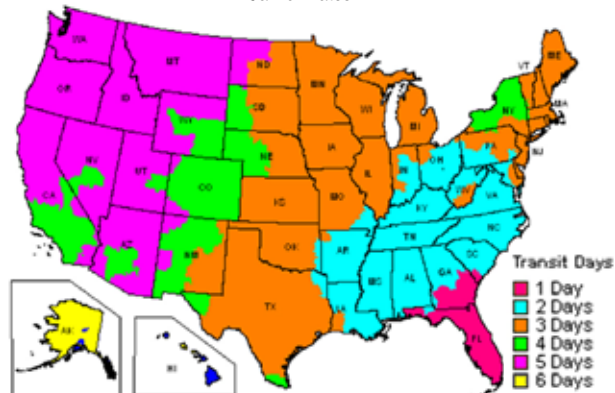 WA
MT
ND
MN
VT
ME
OR
ID
SD
WI
MI
NY
MA
WY
NE
IA
PA
NJ
NV
UT
CO
IL
IN
OH
CA
KS
MO
WV
VA
KY
AZ
NM
OK
AR
TN
NC
SC
TX
LA
MS
AL
GA
FL
AK
HI
Transit Days
1 Day
2 Days
3 Days
4 Days
5 Days
6 Days